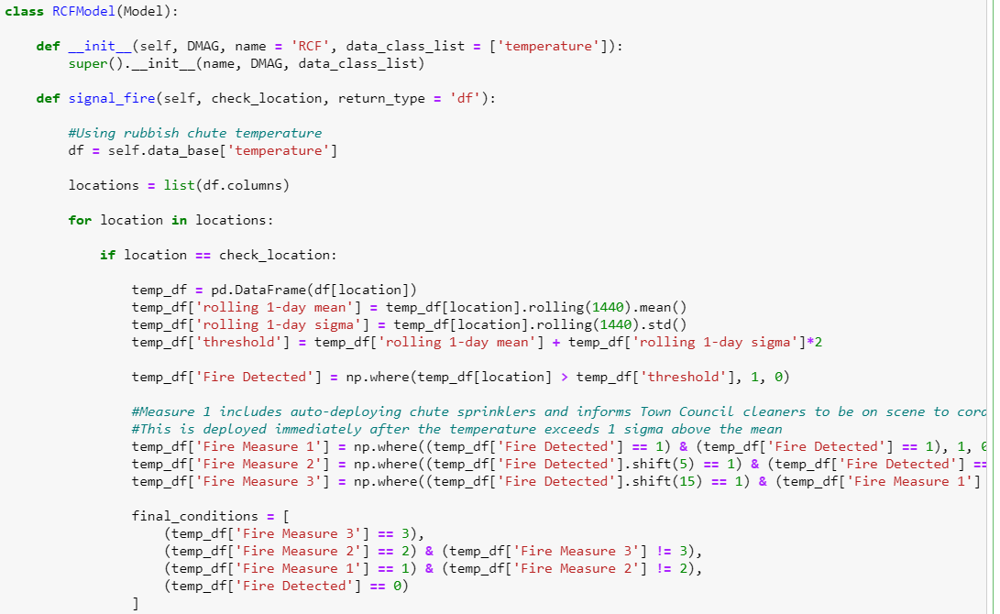 class RCFModel(Model):
def __init__(self, DMAG, name = 'RCF', data_class_list = ['temperature']):
super().__init__(name, DMAG, data_class_list)
def signal_fire(self, check_location, return_type = 'df'):
#Using rubbish chute temperature
df = self.data_base['temperature']
locations = list(df.columns)
for location in locations:
if location == check_location:
temp_df = pd.DataFrame(df[location])
temp_df['rolling 1-day mean'] = temp_df[location].rolling(1440).mean()
temp_df['rolling 1-day sigma'] = temp_df[location].rolling(1440).std()
temp_df['threshold'] = temp_df['rolling 1-day mean'] + temp_df['rolling 1-day sigma']*2
temp_df['Fire Detected'] = np.where(temp_df[location] > temp_df['threshold'], 1, 0)
#Measure 1 includes auto-deploying chute sprinklers and informs Town Council cleaners to be on scene to
#This is deployed immediately after the temperature exceeds 1 sigma above the mean
temp_df['Fire Measure 1'] = np.where((temp_df['Fire Detected'] == 1) & (temp_df['Fire Detected'] == 1), 1,
temp_df['Fire Measure 2'] = np.where((temp_df['Fire Detected'].shift(5) == 1) & (temp_df['Fire Detected'] ==
temp_df['Fire Measure 3'] = np.where((temp_df['Fire Detected'].shift(15) == 1) & (temp_df['Fire Measure 1']
final_conditions = [
(temp_df['Fire Measure 3'] == 3),
(temp_df['Fire Measure 2'] == 2) & (temp_df['Fire Measure 3'] != 3),
(temp_df['Fire Measure 1'] == 1) & (temp_df['Fire Measure 2'] != 2),
(temp_df['Fire Detected'] == 0)
]